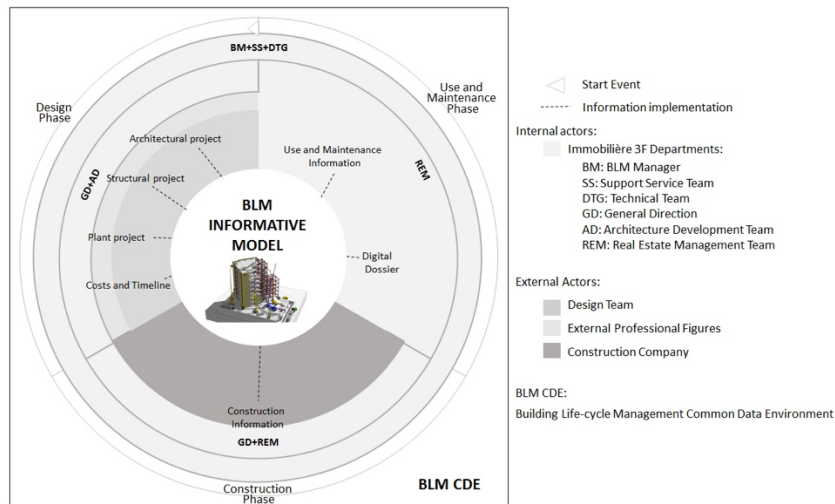 BM+SS+DTG
Design
Phase
Use and
Maintenance
Phase
Architectural project
Structural project
Plant project
Costs and Timeline
GD+AD
Use and Maintenance
Information
REM
Digital
Dossier
BLM
INFORMATIVE
MODEL
Construction
Information
GD+REM
Construction
Phase
BLM CDE
Start Event
Information implementation
Internal actors:
Immobilière 3F Departments:
BM: BLM Manager
SS: Support Service Team
DTG: Technical Team
GD: General Direction
AD: Architecture Development Team
REM: Real Estate Management Team
External Actors:
Design Team
External Professional Figures
Construction Company
BLM CDE:
Building Life-cycle Management Common Data Environment